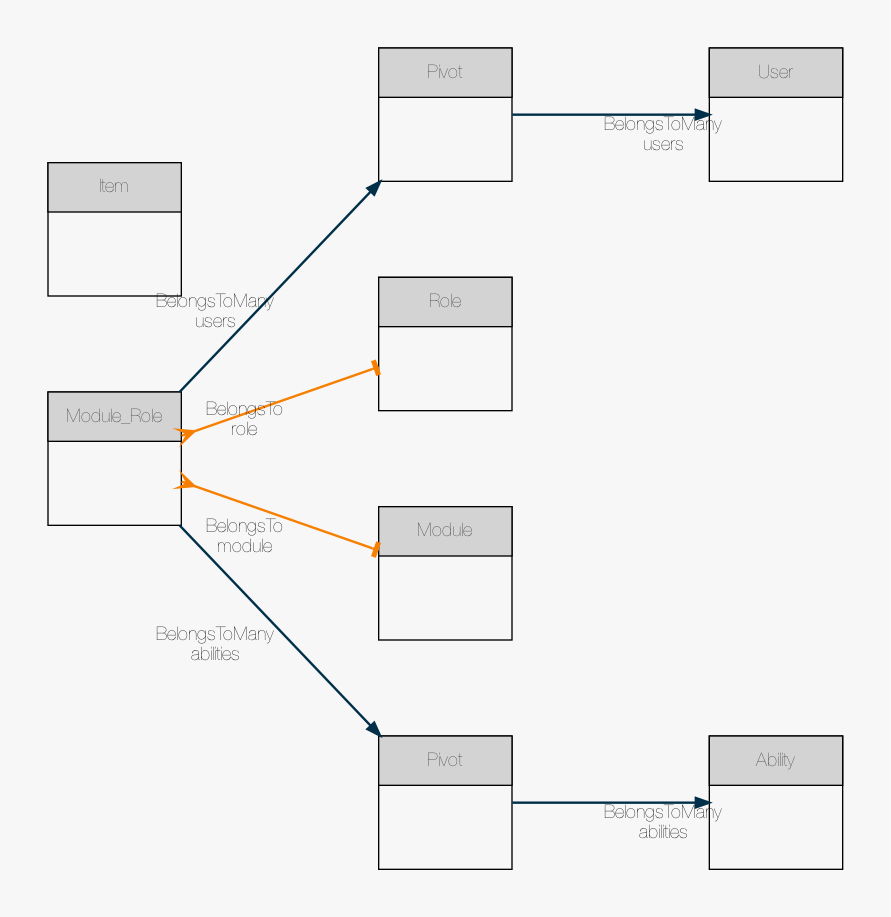 Pivot
User
BelongsToMany
users
Item
BelongsToMany
users
Role
BelongsTo
role
Module_Role
BelongsTo
module
Module
BelongsToMany
abilities
Pivot
Ability
BelongsToMany
abilities